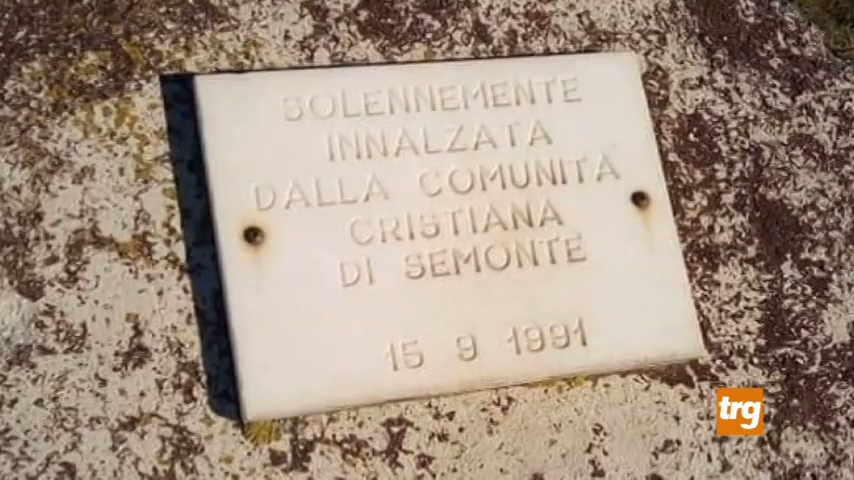 SOLENNEMENTE
INNALZATA
DALLA COMUNITÀ
CRISTIANA
DI SEMONTE
15 9 1991
trg